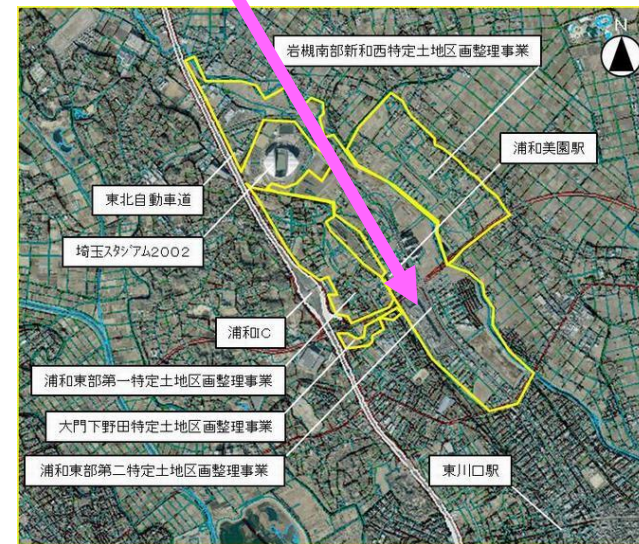 N
岩槻南部新和西特定土地区画整理事業
浦和美園駅
東北自動車道
埼玉スタジアム2002
浦和IC
浦和東部第一特定土地区画整理事業
大門下野田特定土地区画整理事業
浦和東部第二特定土地区画整理事業
東川口駅